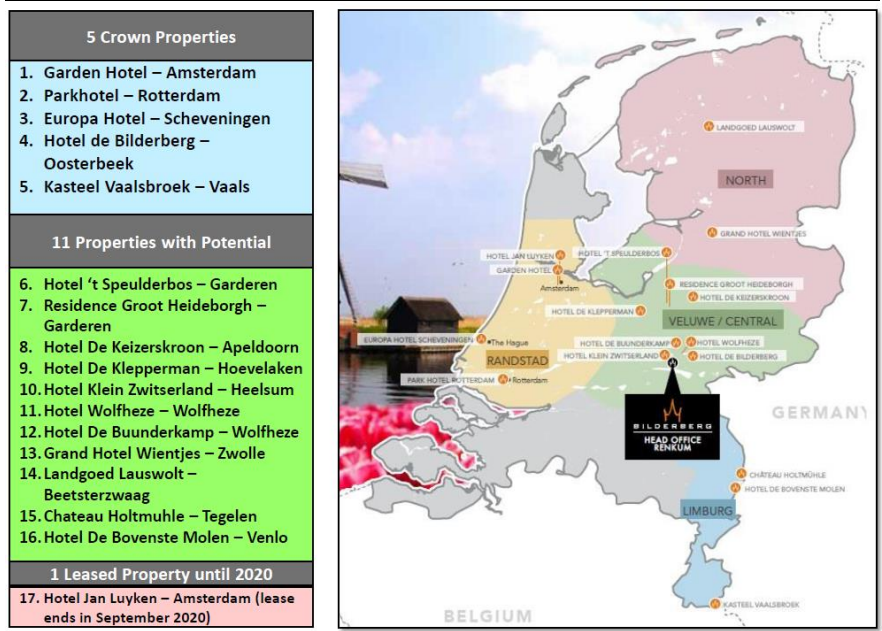 5 Crown Properties
1. Garden Hotel – Amsterdam
2. Parkhotel – Rotterdam
3. Europa Hotel – Scheveningen
4. Hotel de Bilderberg –
Oosterbeek
5. Kasteel Vaalsbroek – Vaals
11 Properties with Potential
6. Hotel ‘t Speulderbos – Garderen
7. Residence Groot Heideborgh –
Garderen
8. Hotel De Keizerskroon – Apeldoorn
9. Hotel De Klepperman – Hoevelaken
10. Hotel Klein Zwitserland – Heelsum
11. Hotel Wolfheze – Wolfheze
12. Hotel De Buunderkamp – Wolfheze
13. Grand Hotel Wientjes – Zwolle
14. Landgoed Lauswolt –
Beetsterzwaag
15. Chateau Holtmuhle – Tegelen
16. Hotel De Bovenste Molen – Venlo
1 Leased Property until 2020
17. Hotel Jan Luyken – Amsterdam (lease
ends in September 2020)
LANDGOED LAUSWOLT
NORTH
GRAND HOTEL WIENTJES
HOTEL JAN LUYKEN
HOTEL 'T SPEULDERBOS
GARDEN HOTEL
Amsterdam
RESIDENCE GROOT HEIDEBORGH
HOTEL DE KEIZERSKROON
HOTEL DE KLEPPERMAN
VELUWE / CENTRAL
EUROPA HOTEL SCHEVENINGEN
The Hague
HOTEL DE BUUNDERKAMP
HOTEL WOLFHEZE
RANDSTAD
HOTEL KLEIN ZWITSERLAND
HOTEL DE BILDERBERG
PARK HOTEL ROTTERDAM
Rotterdam
BILDERBERG
HEAD OFFICE
RENKUM
GERMANY
CHÂTEAU HOLTMÜHLE
HOTEL DE BOVENSTE MOLEN
LIMBURG
KASTEEL VAALSBROEK
BELGIUM